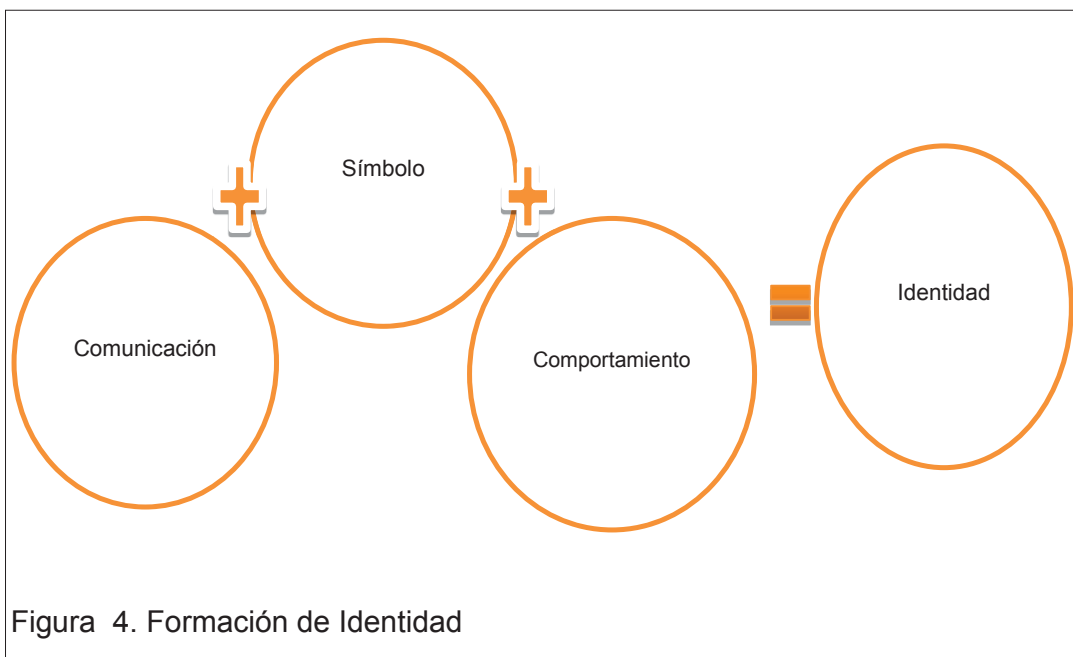 Comunicación
Símbolo
Comportamiento
Identidad
Figura 4. Formación de Identidad